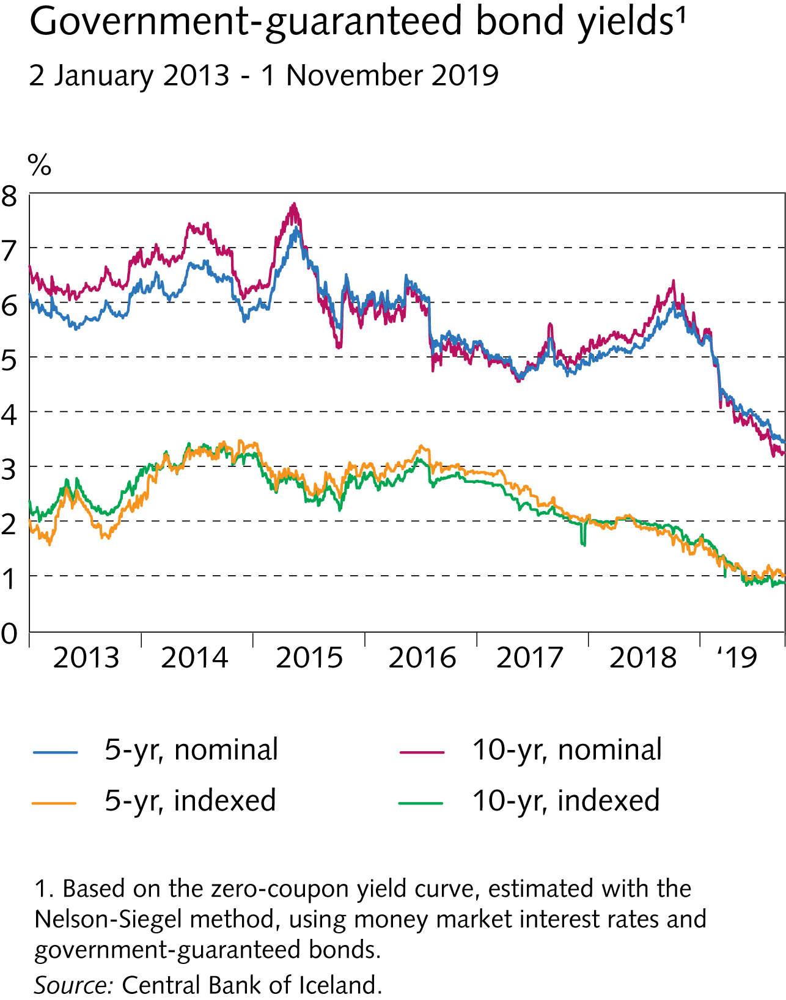 Government-guaranteed bond yields¹
2 January 2013 - 1 November 2019
%
8
7
6
5
4
3
2
1
0
2013 2014 2015 2016 2017 2018 ‘19
5-yr, nominal 10-yr, nominal
5-yr, indexed 10-yr, indexed
1. Based on the zero-coupon yield curve, estimated with the
Nelson-Siegel method, using money market interest rates and
government-guaranteed bonds.
Source: Central Bank of Iceland.